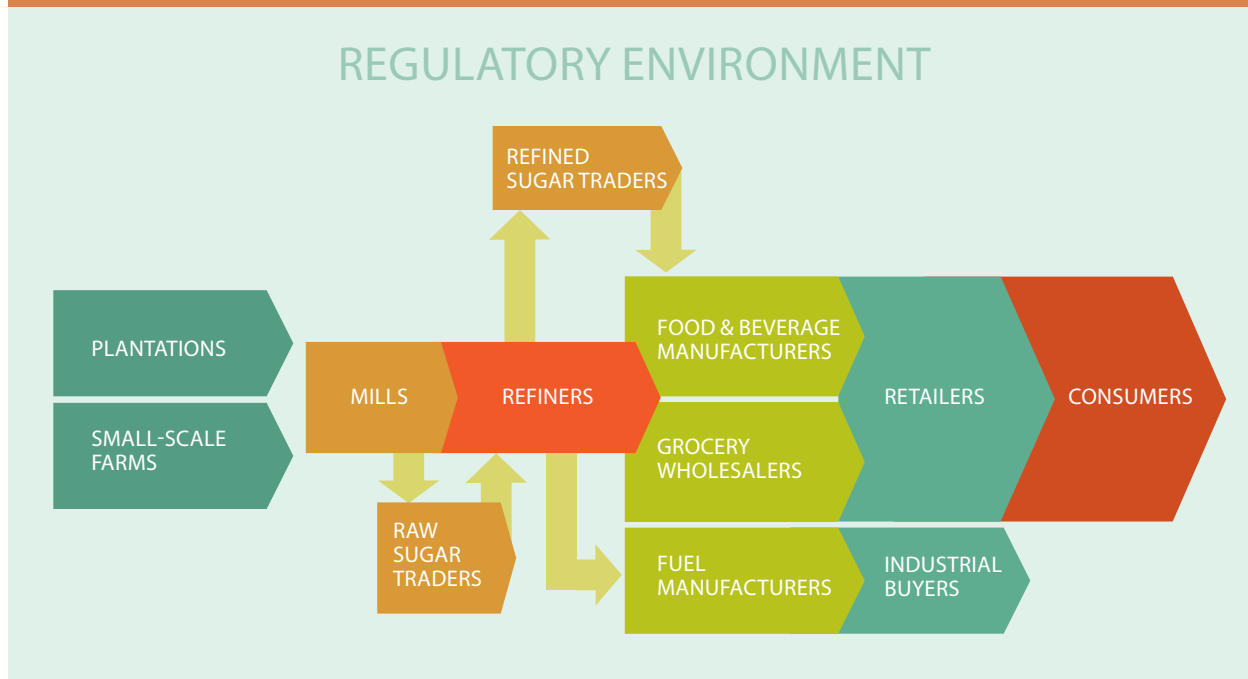 REGULATORY ENVIRONMENT
REFINED
SUGAR TRADERS
PLANTATIONS
SMALL-SCALE
FARMS
MILLS
REFINERS
RAW
SUGAR
TRADERS
FOOD & BEVERAGE
MANUFACTURERS
GROCERY
WHOLESALERS
FUEL
MANUFACTURERS
RETAILERS
INDUSTRIAL
BUYERS
CONSUMERS